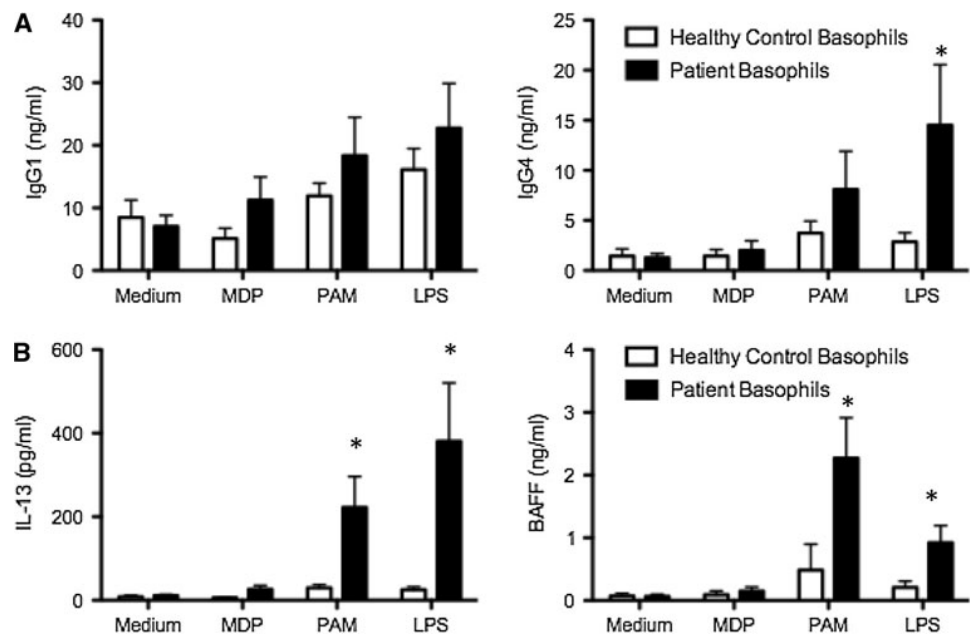 A
IgG1 (ng/ml)
40
30
20
10
0
Medium MDP PAM LPS
Healthy Control Basophils
Patient Basophils
*
IgG4 (ng/ml)
25
20
15
10
5
0
Medium MDP PAM LPS
B
IL-13 (pg/ml)
600
400
200
0
*
*
Medium MDP PAM LPS
Healthy Control Basophils
Patient Basophils
*
*
BAFF (ng/ml)
4
3
2
1
0
Medium MDP PAM LPS